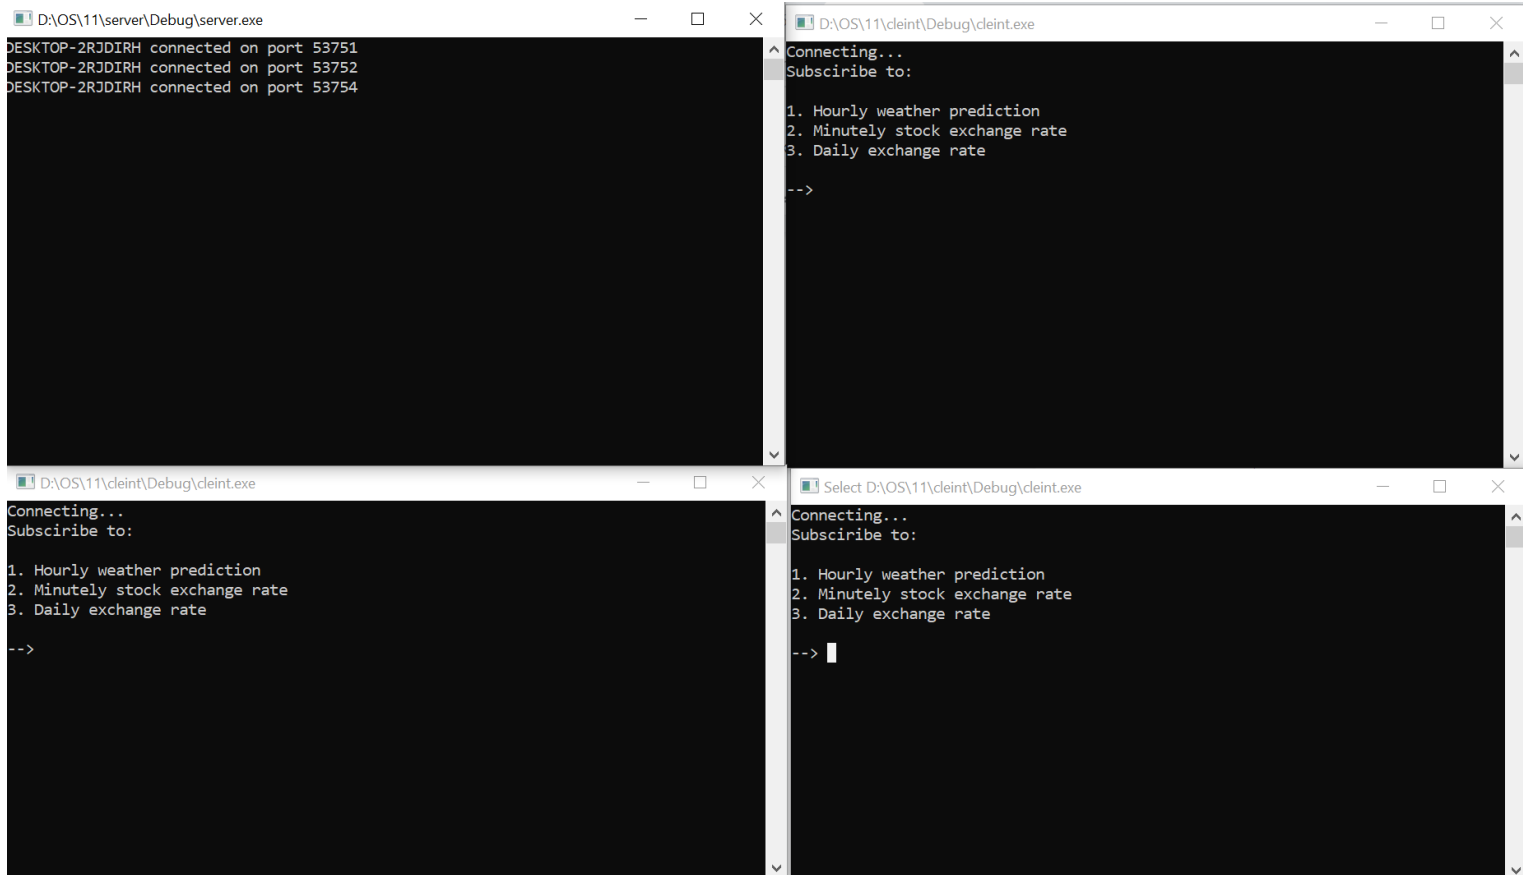 D:\OS\11\server\Debug\server.exe
DESKTOP-2RJDIRH connected on port 53751
DESKTOP-2RJDIRH connected on port 53752
DESKTOP-2RJDIRH connected on port 53754
D:\OS\11\cleint\Debug\cleint.exe
Connecting...
Subsciribe to:
1. Hourly weather prediction
2. Minutely stock exchange rate
3. Daily exchange rate
-->
D:\OS\11\cleint\Debug\cleint.exe
Connecting...
Subsciribe to:
1. Hourly weather prediction
2. Minutely stock exchange rate
3. Daily exchange rate
-->
Select D:\OS\11\cleint\Debug\cleint.exe
Connecting...
Subsciribe to:
1. Hourly weather prediction
2. Minutely stock exchange rate
3. Daily exchange rate
-->